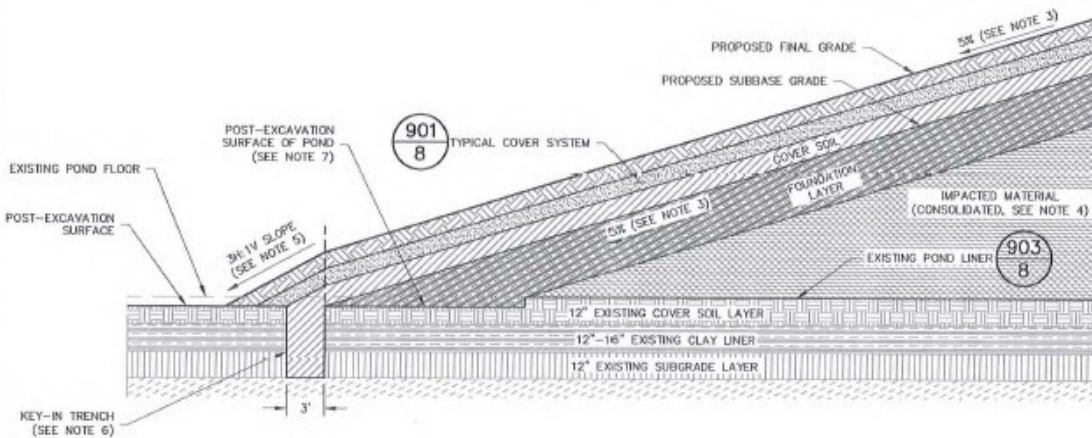 5% (SEE NOTE 3)
PROPOSED FINAL GRADE
PROPOSED SUBBASE GRADE
901
8
TYPICAL COVER SYSTEM
POST-EXCAVATION
SURFACE OF POND
(SEE NOTE 7)
COVER SOIL
EXISTING POND FLOOR
FOUNDATION
LAYER
IMPACTED MATERIAL
(CONSOLIDATED, SEE NOTE 4)
POST-EXCAVATION
SURFACE
5% (SEE NOTE 3)
3H:1V SLOPE
(SEE NOTE 5)
903
8
EXISTING POND LINER
12" EXISTING COVER SOIL LAYER
12"-16" EXISTING CLAY LINER
12" EXISTING SUBGRADE LAYER
3'
KEY-IN TRENCH
(SEE NOTE 6)